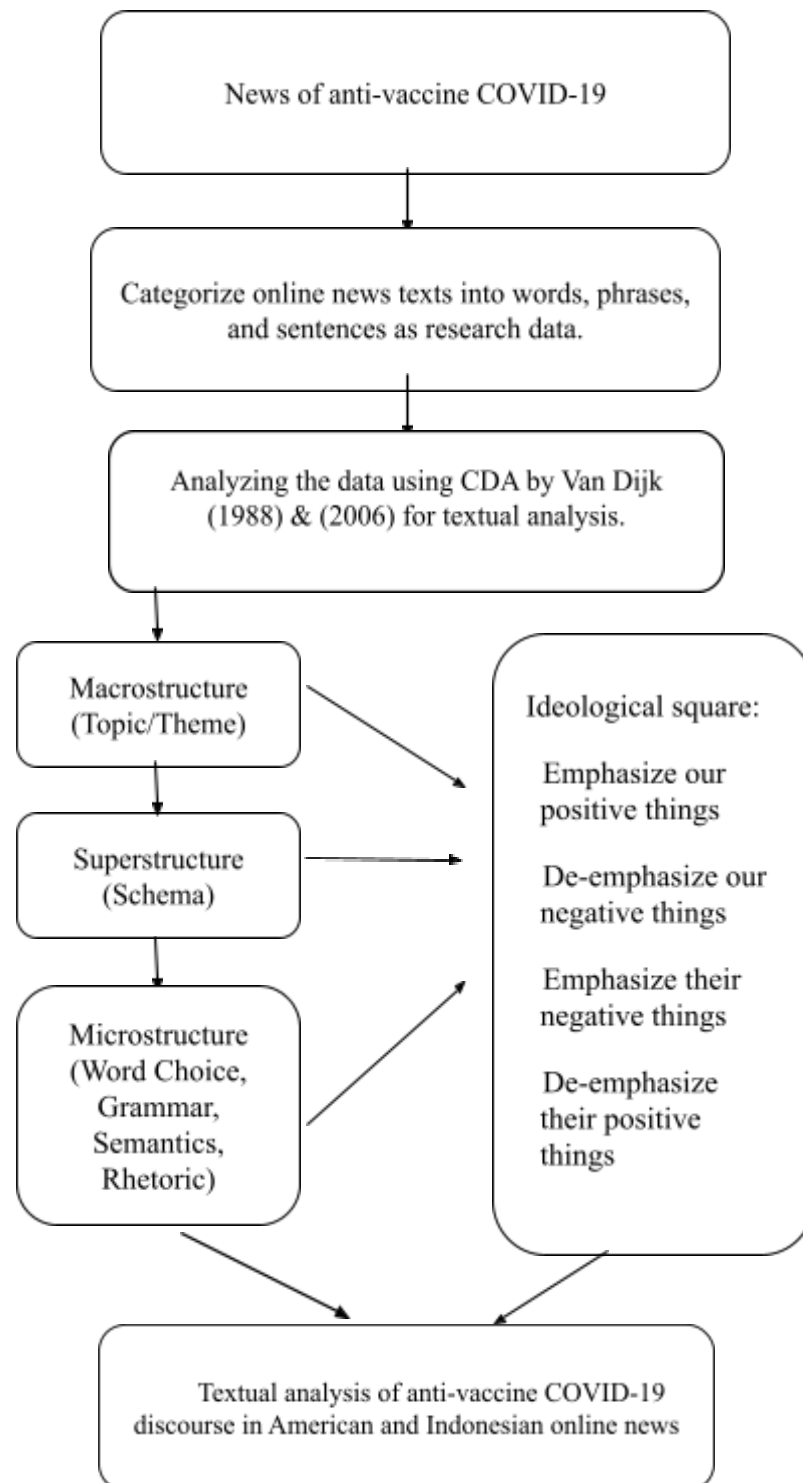 News of anti-vaccine COVID-19
Categorize online news texts into words, phrases,
and sentences as research data.
Analyzing the data using CDA by Van Dijk
(1988) & (2006) for textual analysis.
Macrostructure
(Topic/Theme)
Superstructure
(Schema)
Microstructure
(Word Choice,
Grammar,
Semantics,
Rhetoric)
Ideological square:
Emphasize our
positive things
De-emphasize our
negative things
Emphasize their
negative things
De-emphasize
their positive
things
Textual analysis of anti-vaccine COVID-19
discourse in American and Indonesian online news